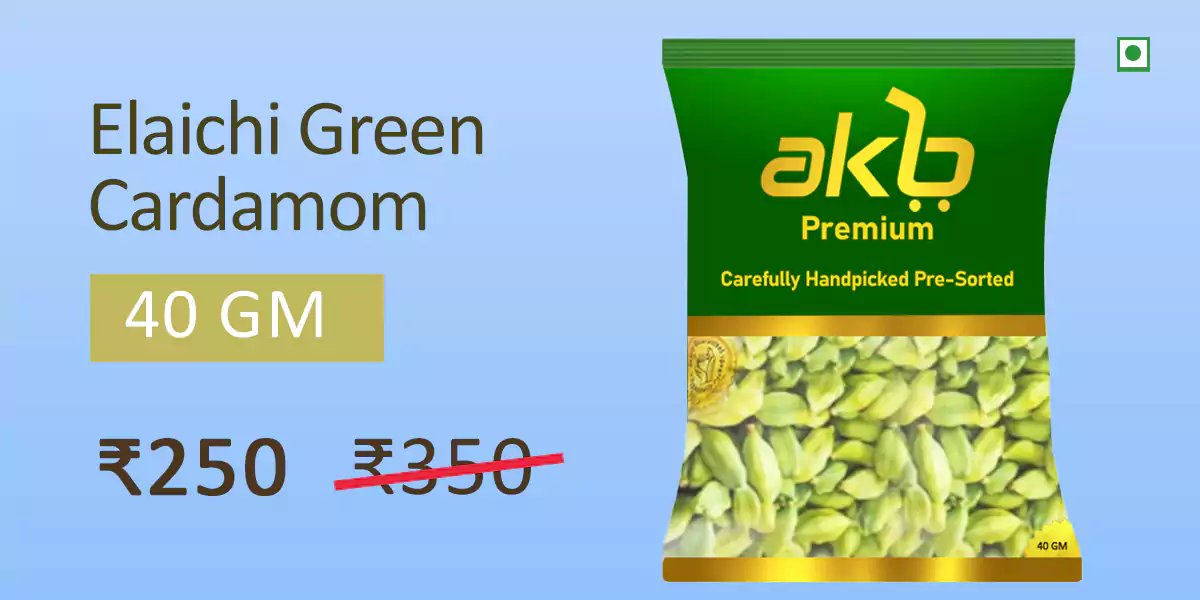 Elaichi Green
Cardamom
40 GM
₹250 ₹350
akb
Premium
Carefully Handpicked Pre-Sorted
40 GM